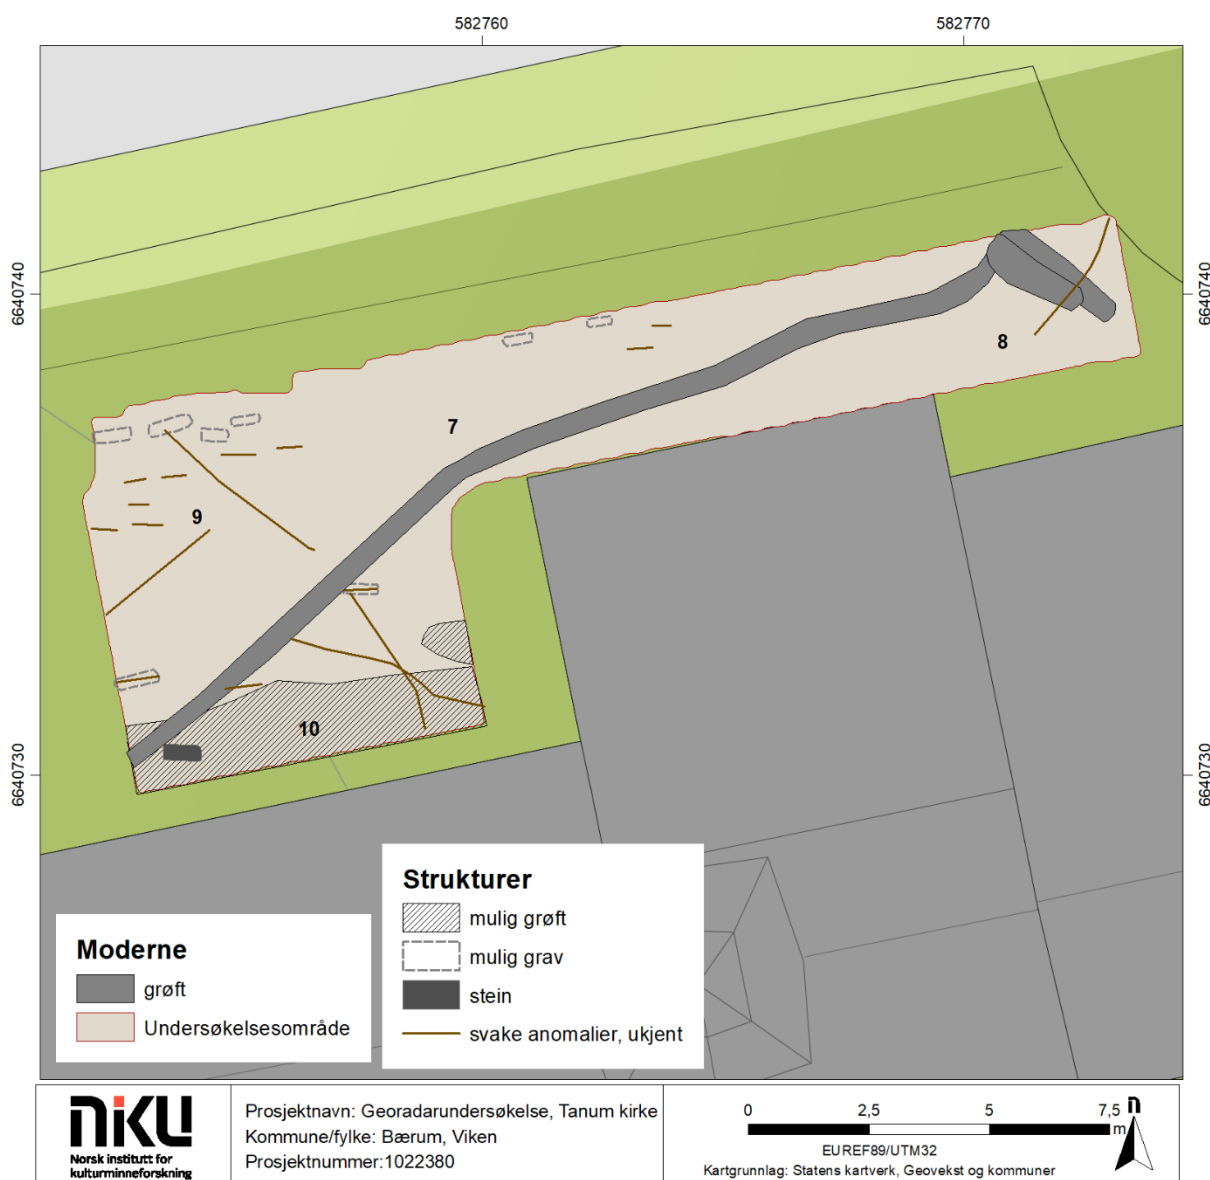 582760
582770
6640740
6640740
8
7
9
10
6640730
6640730
Strukturer
mulig grøft
mulig grav
stein
svake anomalier, ukjent
Moderne
grøft
Undersøkelsesområde
niku
Norsk institutt for
kulturminneforskning
Prosjektnavn: Georadarundersøkelse, Tanum kirke
Kommune/fylke: Bærum, Viken
Prosjektnummer:1022380
0 2,5 5 7,5
m
n
EUREF89/UTM32
Kartgrunnlag: Statens kartverk, Geovekst og kommuner